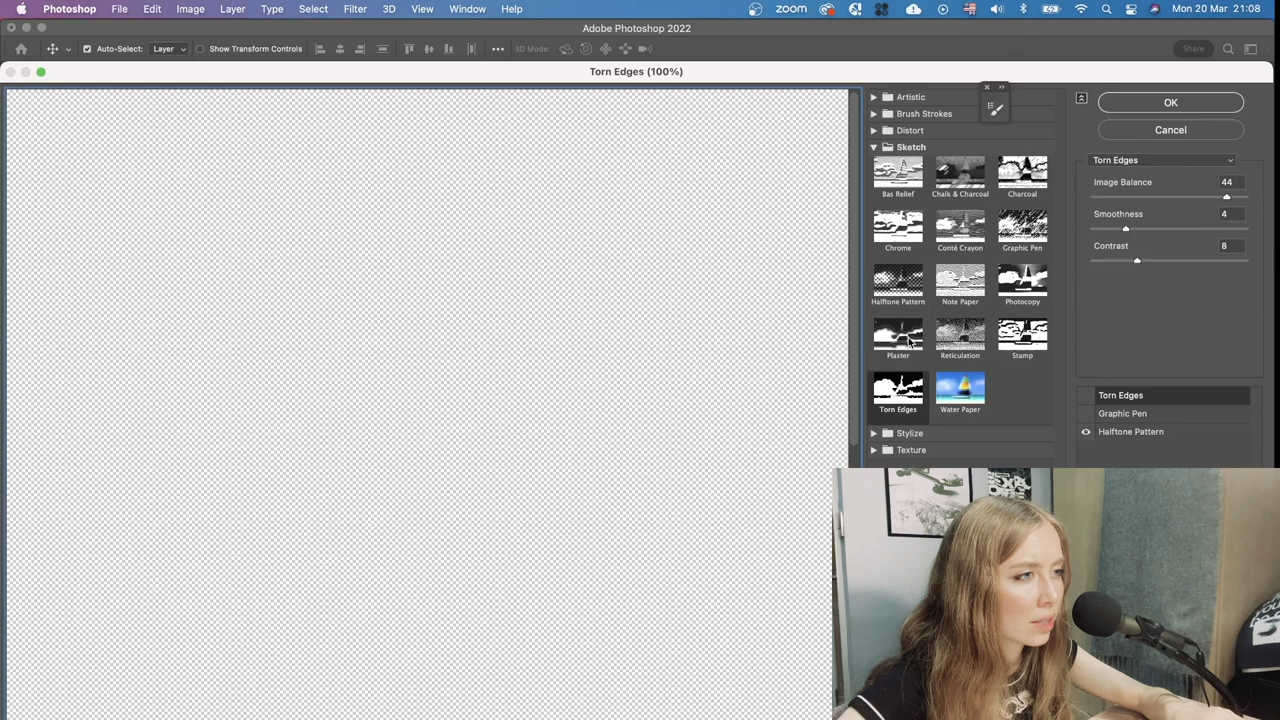 Photoshop File Edit Image Layer Type Select Filter 3D View Window Help zoom Mon 20 Mar 21:08
Adobe Photoshop 2022
Auto-Select: Layer Show Transform Controls 3D Mode: Share
Torn Edges (100%)
Artistic
Brush Strokes
Distort
Sketch
Bas Relief Chalk & Charcoal Charcoal
Chrome Conté Crayon Graphic Pen
Halftone Pattern Note Paper Photocopy
Plaster Reticulation Stamp
Torn Edges Water Paper
Stylize
Texture
OK
Cancel
Torn Edges
Image Balance 44
Smoothness 4
Contrast 8
Torn Edges
Graphic Pen
Halftone Pattern